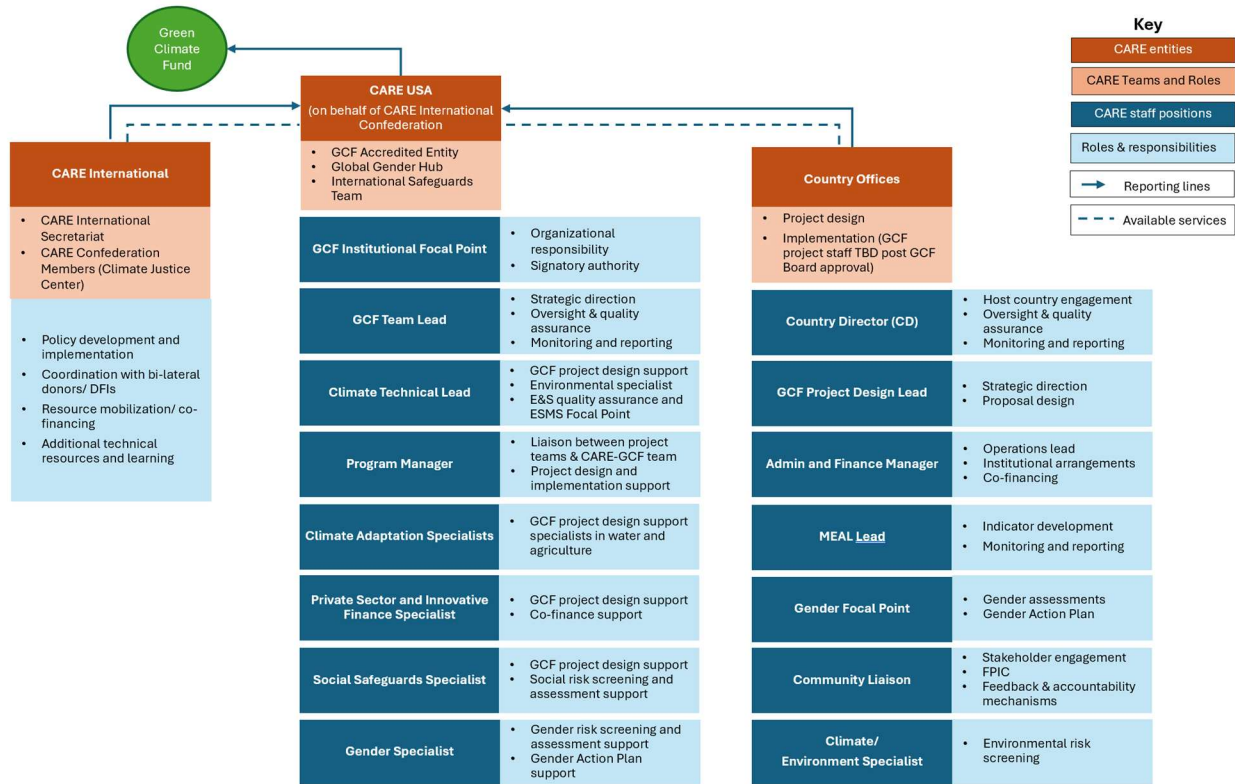 Green
Climate
Fund
CARE USA
(on behalf of CARE International
Confederation
• GCF Accredited Entity
• Global Gender Hub
• International Safeguards
Team
Key
CARE entities
CARE Teams and Roles
CARE staff positions
Roles & responsibilities
Reporting lines
Available services
CARE International
• CARE International
Secretariat
• CARE Confederation
Members (Climate Justice
Center)
• Policy development and
implementation
• Coordination with bi-lateral
donors/ DFIs
• Resource mobilization/ co-
financing
• Additional technical
resources and learning
GCF Institutional Focal Point
• Organizational
responsibility
• Signatory authority
GCF Team Lead
• Strategic direction
• Oversight & quality
assurance
• Monitoring and reporting
Climate Technical Lead
• GCF project design support
• Environmental specialist
• E&S quality assurance and
ESMS Focal Point
Program Manager
• Liaison between project
teams & CARE-GCF team
• Project design and
implementation support
Climate Adaptation Specialists
• GCF project design support
specialists in water and
agriculture
Private Sector and Innovative
Finance Specialist
• GCF project design support
• Co-finance support
Social Safeguards Specialist
• GCF project design support
• Social risk screening and
assessment support
Gender Specialist
• Gender risk screening and
assessment support
• Gender Action Plan
support
Country Offices
• Project design
• Implementation (GCF
project staff TBD post GCF
Board approval)
Country Director (CD)
• Host country engagement
• Oversight & quality
assurance
• Monitoring and reporting
GCF Project Design Lead
• Strategic direction
• Proposal design
Admin and Finance Manager
• Operations lead
• Institutional arrangements
• Co-financing
MEAL Lead
• Indicator development
• Monitoring and reporting
Gender Focal Point
• Gender assessments
• Gender Action Plan
Community Liaison
• Stakeholder engagement
• FPIC
• Feedback & accountability
mechanisms
Climate/
Environment Specialist
• Environmental risk
screening